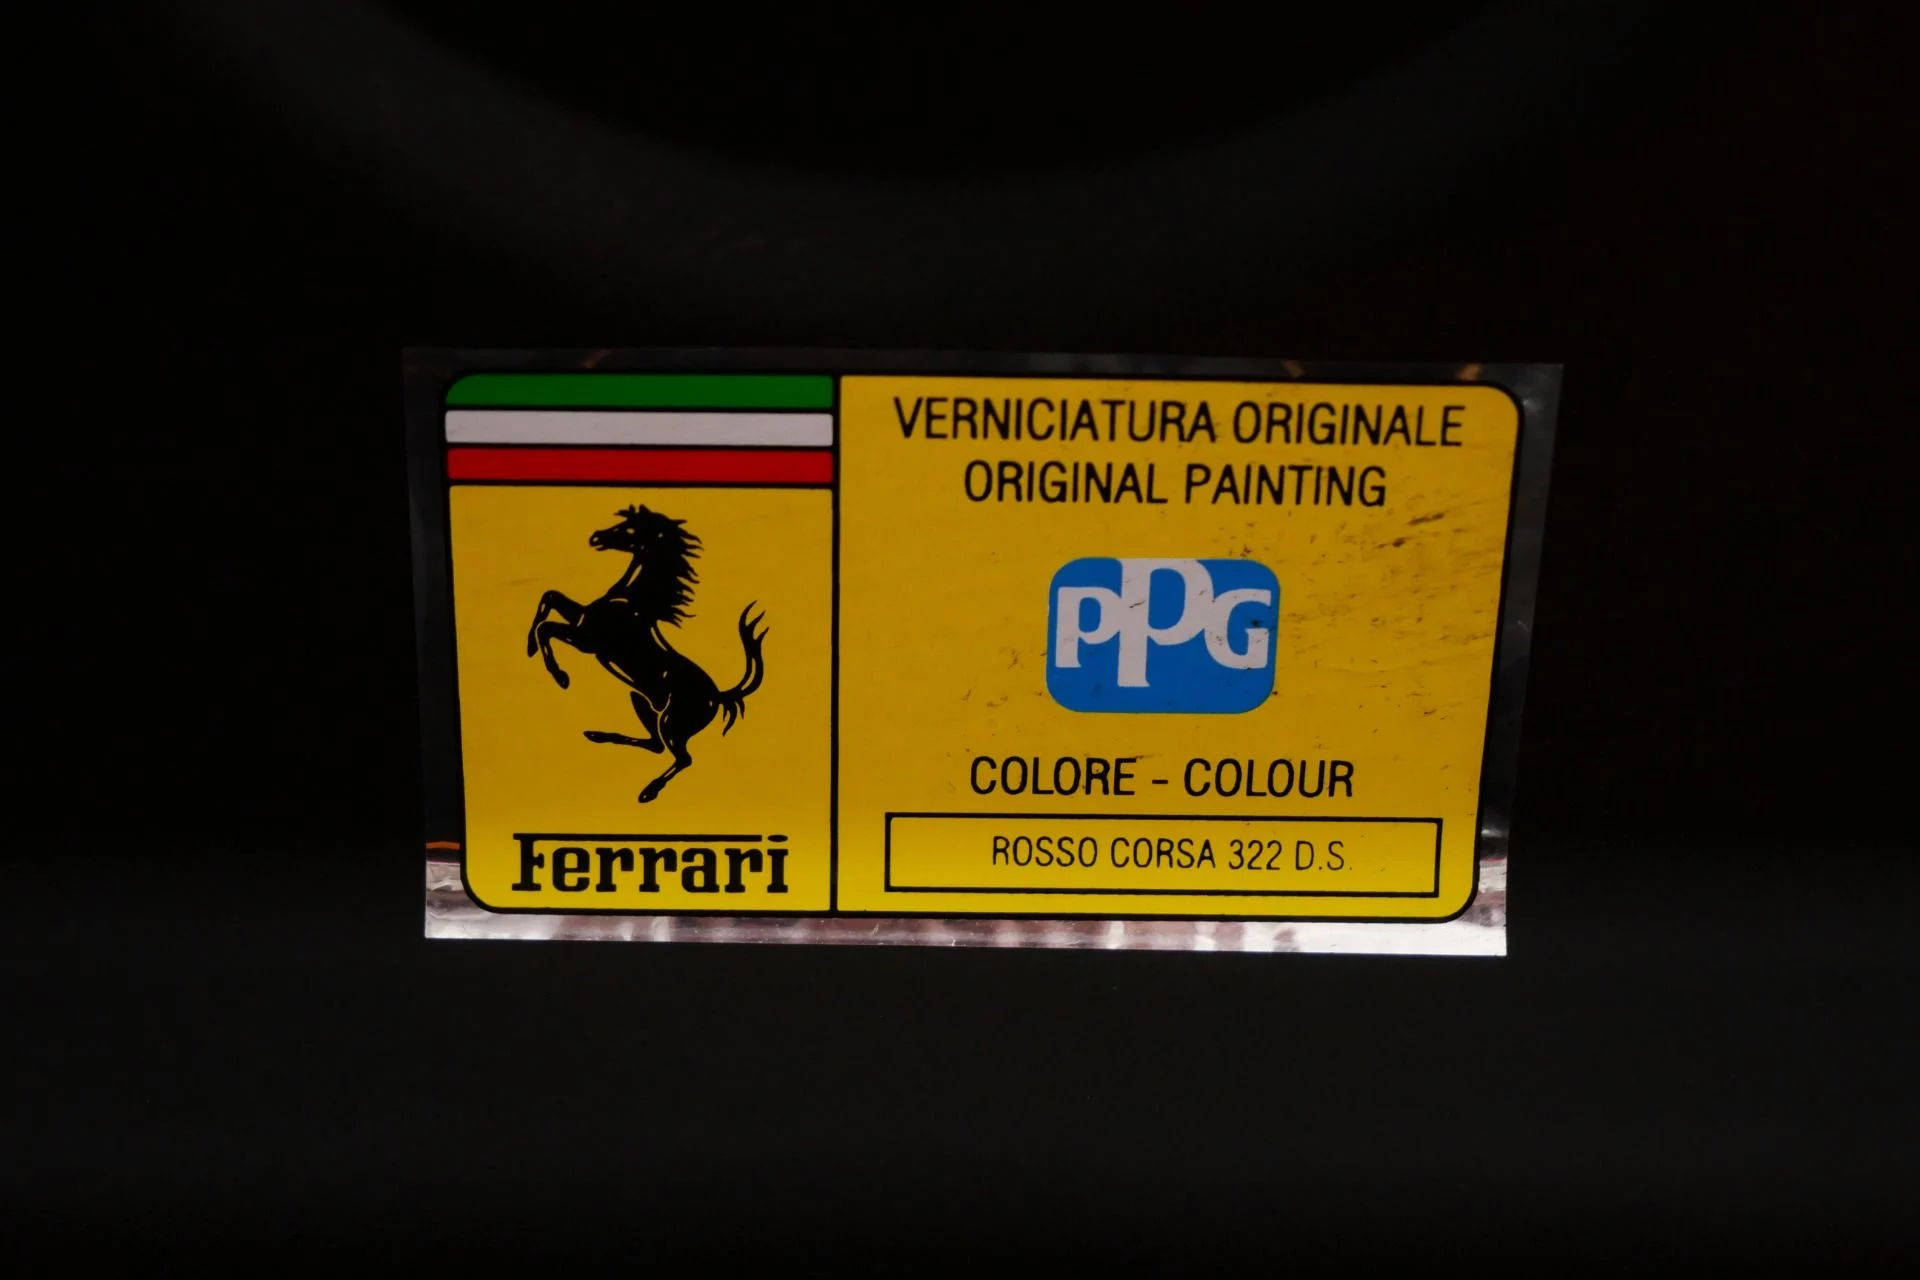 VERNICIATURA ORIGINALE
ORIGINAL PAINTING
PPG
COLORE - COLOUR
ROSSO CORSA 322 D.S.
Ferrari